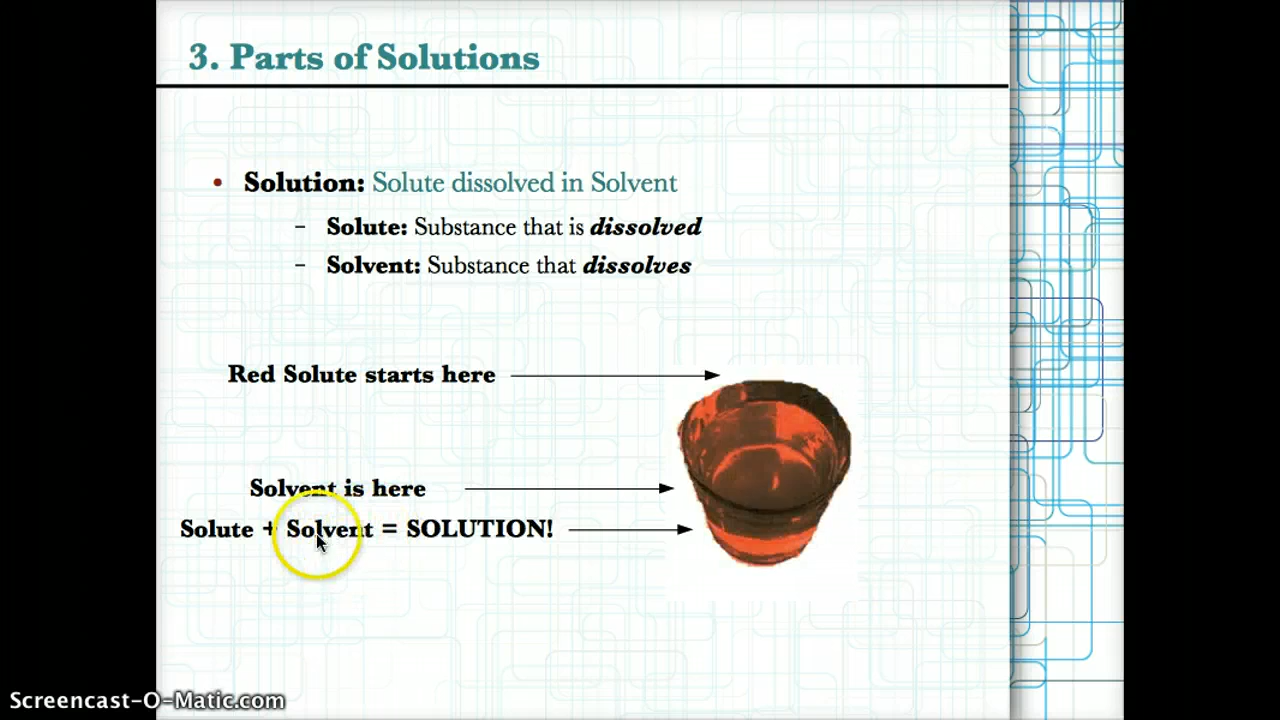 3. Parts of Solutions
• Solution: Solute dissolved in Solvent
– Solute: Substance that is dissolved
– Solvent: Substance that dissolves
Red Solute starts here
Solvent is here
Solute + Solvent = SOLUTION!
Screencast-O-Matic.com